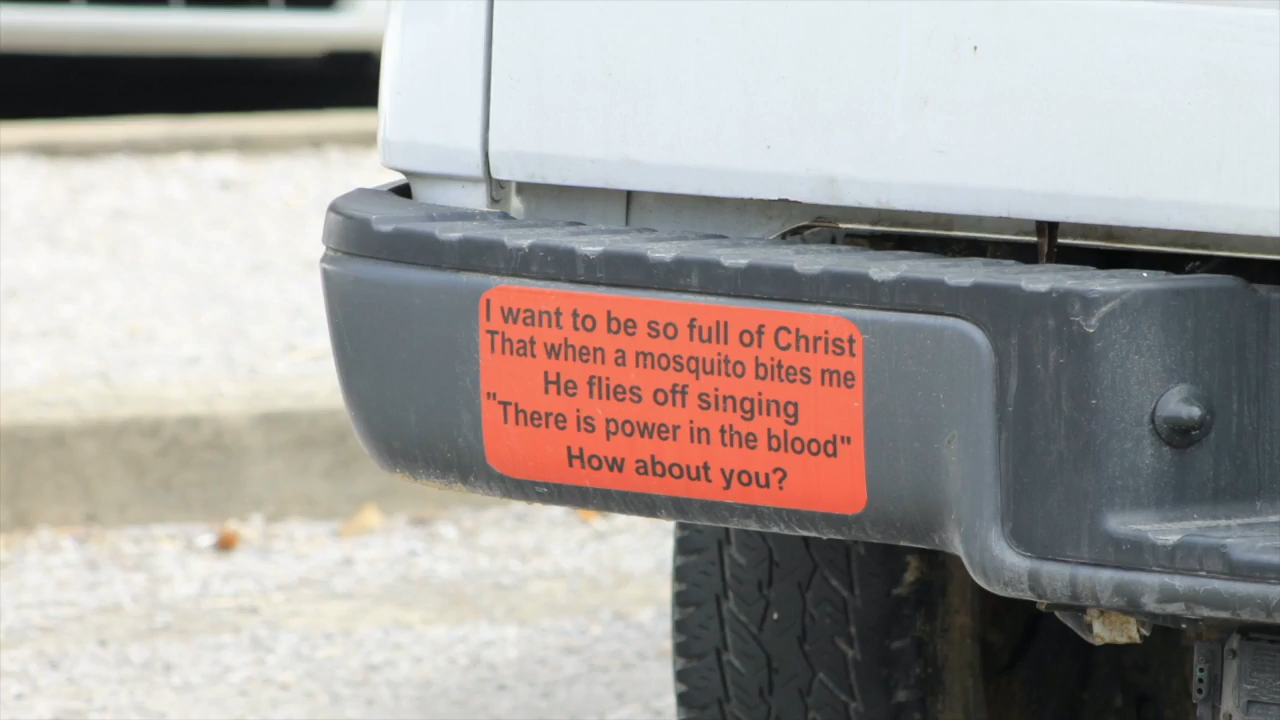 I want to be so full of Christ
That when a mosquito bites me
He flies off singing
"There is power in the blood"
How about you?